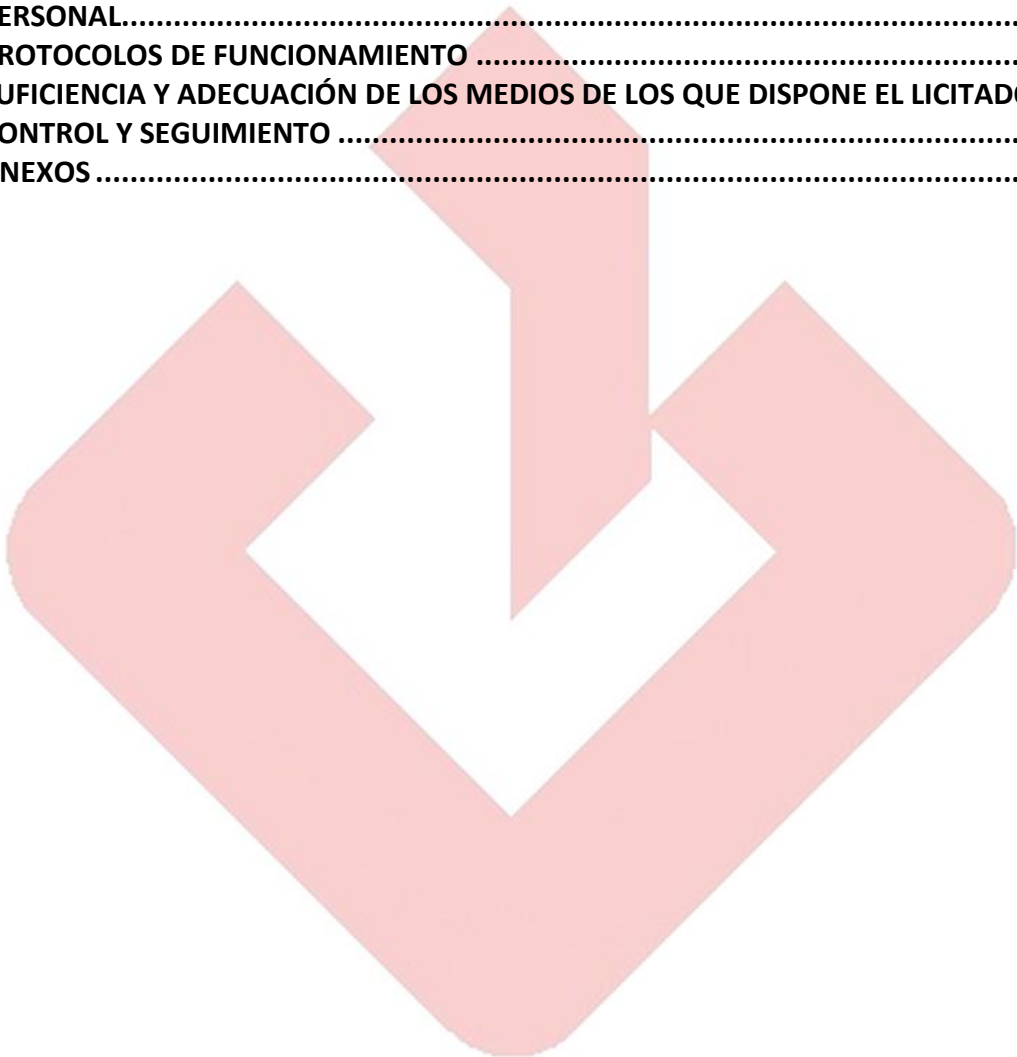 ERSONAL........................................................................................................
ROTOCOLOS DE FUNCIONAMIENTO ................................................................
UFICIENCIA Y ADECUACIÓN DE LOS MEDIOS DE LOS QUE DISPONE EL LICITADO
ONTROL Y SEGUIMIENTO ................................................................................
NEXOS ...........................................................................................................